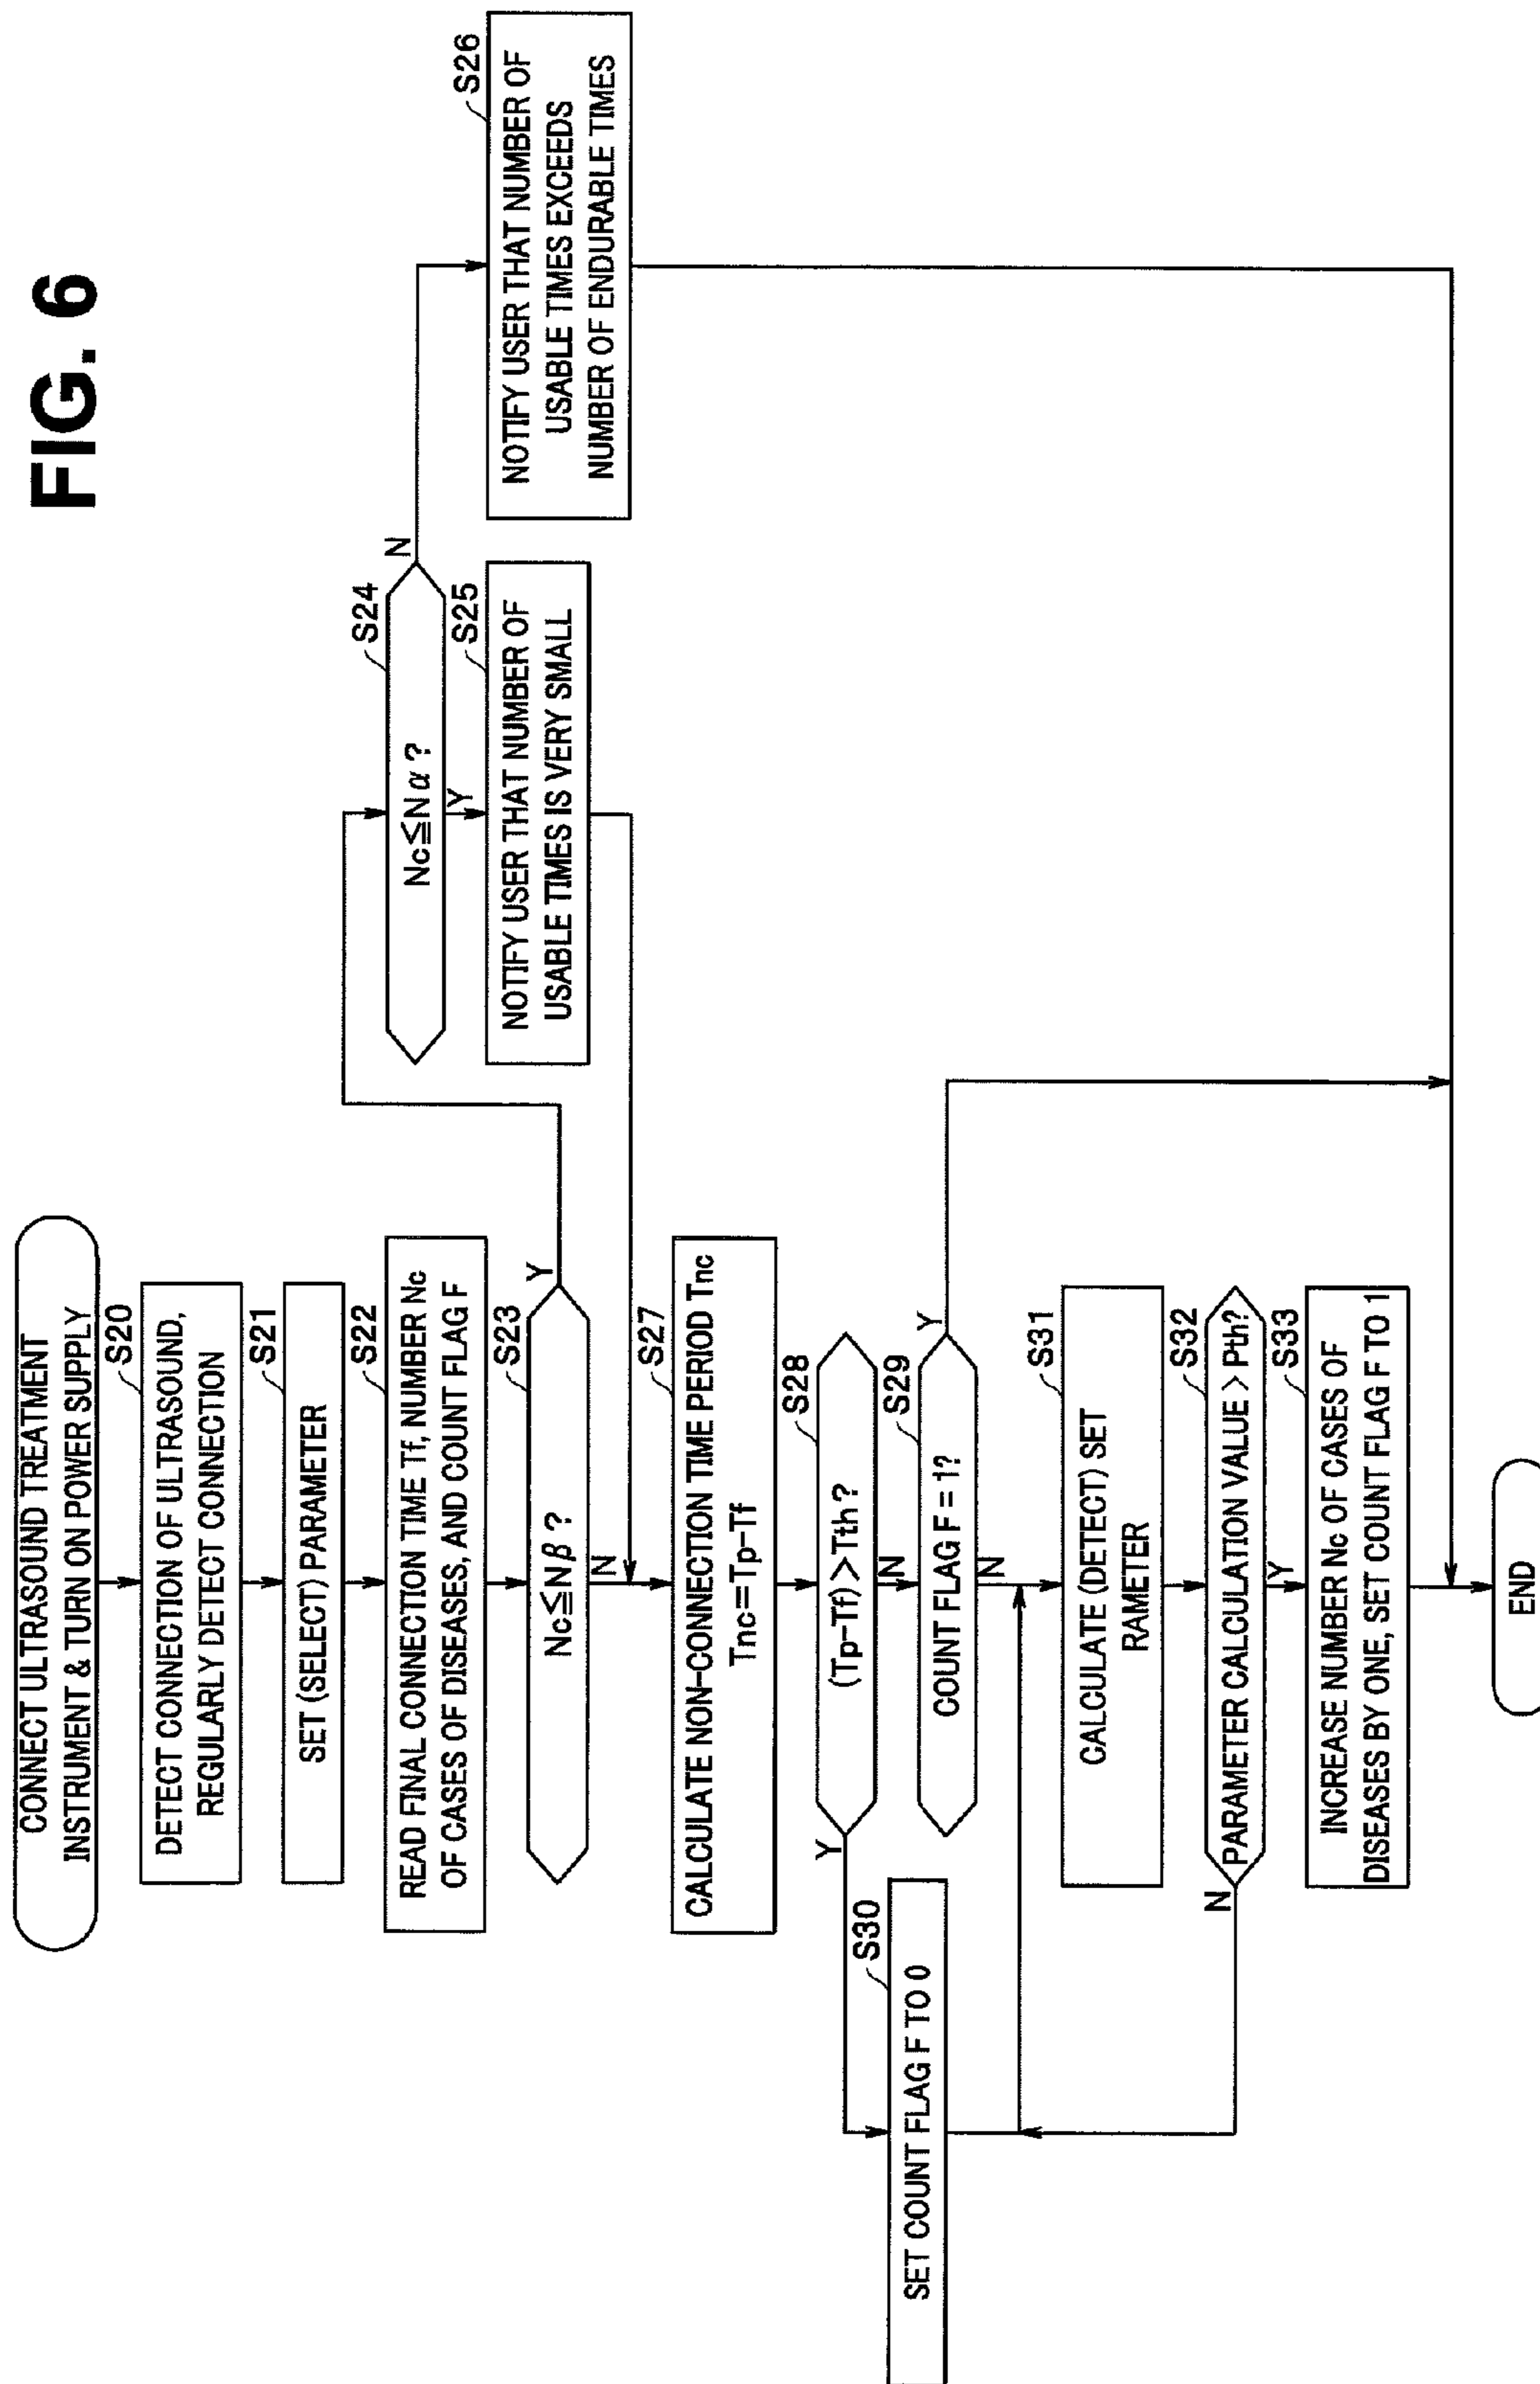 FIG. 6
CONNECT ULTRASOUND TREATMENT
INSTRUMENT & TURN ON POWER SUPPLY
S20
DETECT CONNECTION OF ULTRASOUND,
REGULARLY DETECT CONNECTION
S21
SET (SELECT) PARAMETER
S22
READ FINAL CONNECTION TIME Tf, NUMBER Nc
OF CASES OF DISEASES, AND COUNT FLAG F
S23
Nc≦Nβ?
Y
N
S24
Nc≦Nα?
N
Y
S25
NOTIFY USER THAT NUMBER OF
USABLE TIMES IS VERY SMALL
S26
NOTIFY USER THAT NUMBER OF
USABLE TIMES EXCEEDS
NUMBER OF ENDURABLE TIMES
S27
CALCULATE NON-CONNECTION TIME PERIOD Tnc
Tnc=Tp-Tf
S28
(Tp-Tf)>Tth?
Y
N
S29
COUNT FLAG F = 1?
Y
N
S30
SET COUNT FLAG F TO 0
S31
CALCULATE (DETECT) SET
RAMETER
S32
PARAMETER CALCULATION VALUE > Pth?
N
Y
S33
INCREASE NUMBER Nc OF CASES OF
DISEASES BY ONE, SET COUNT FLAG F TO 1
END